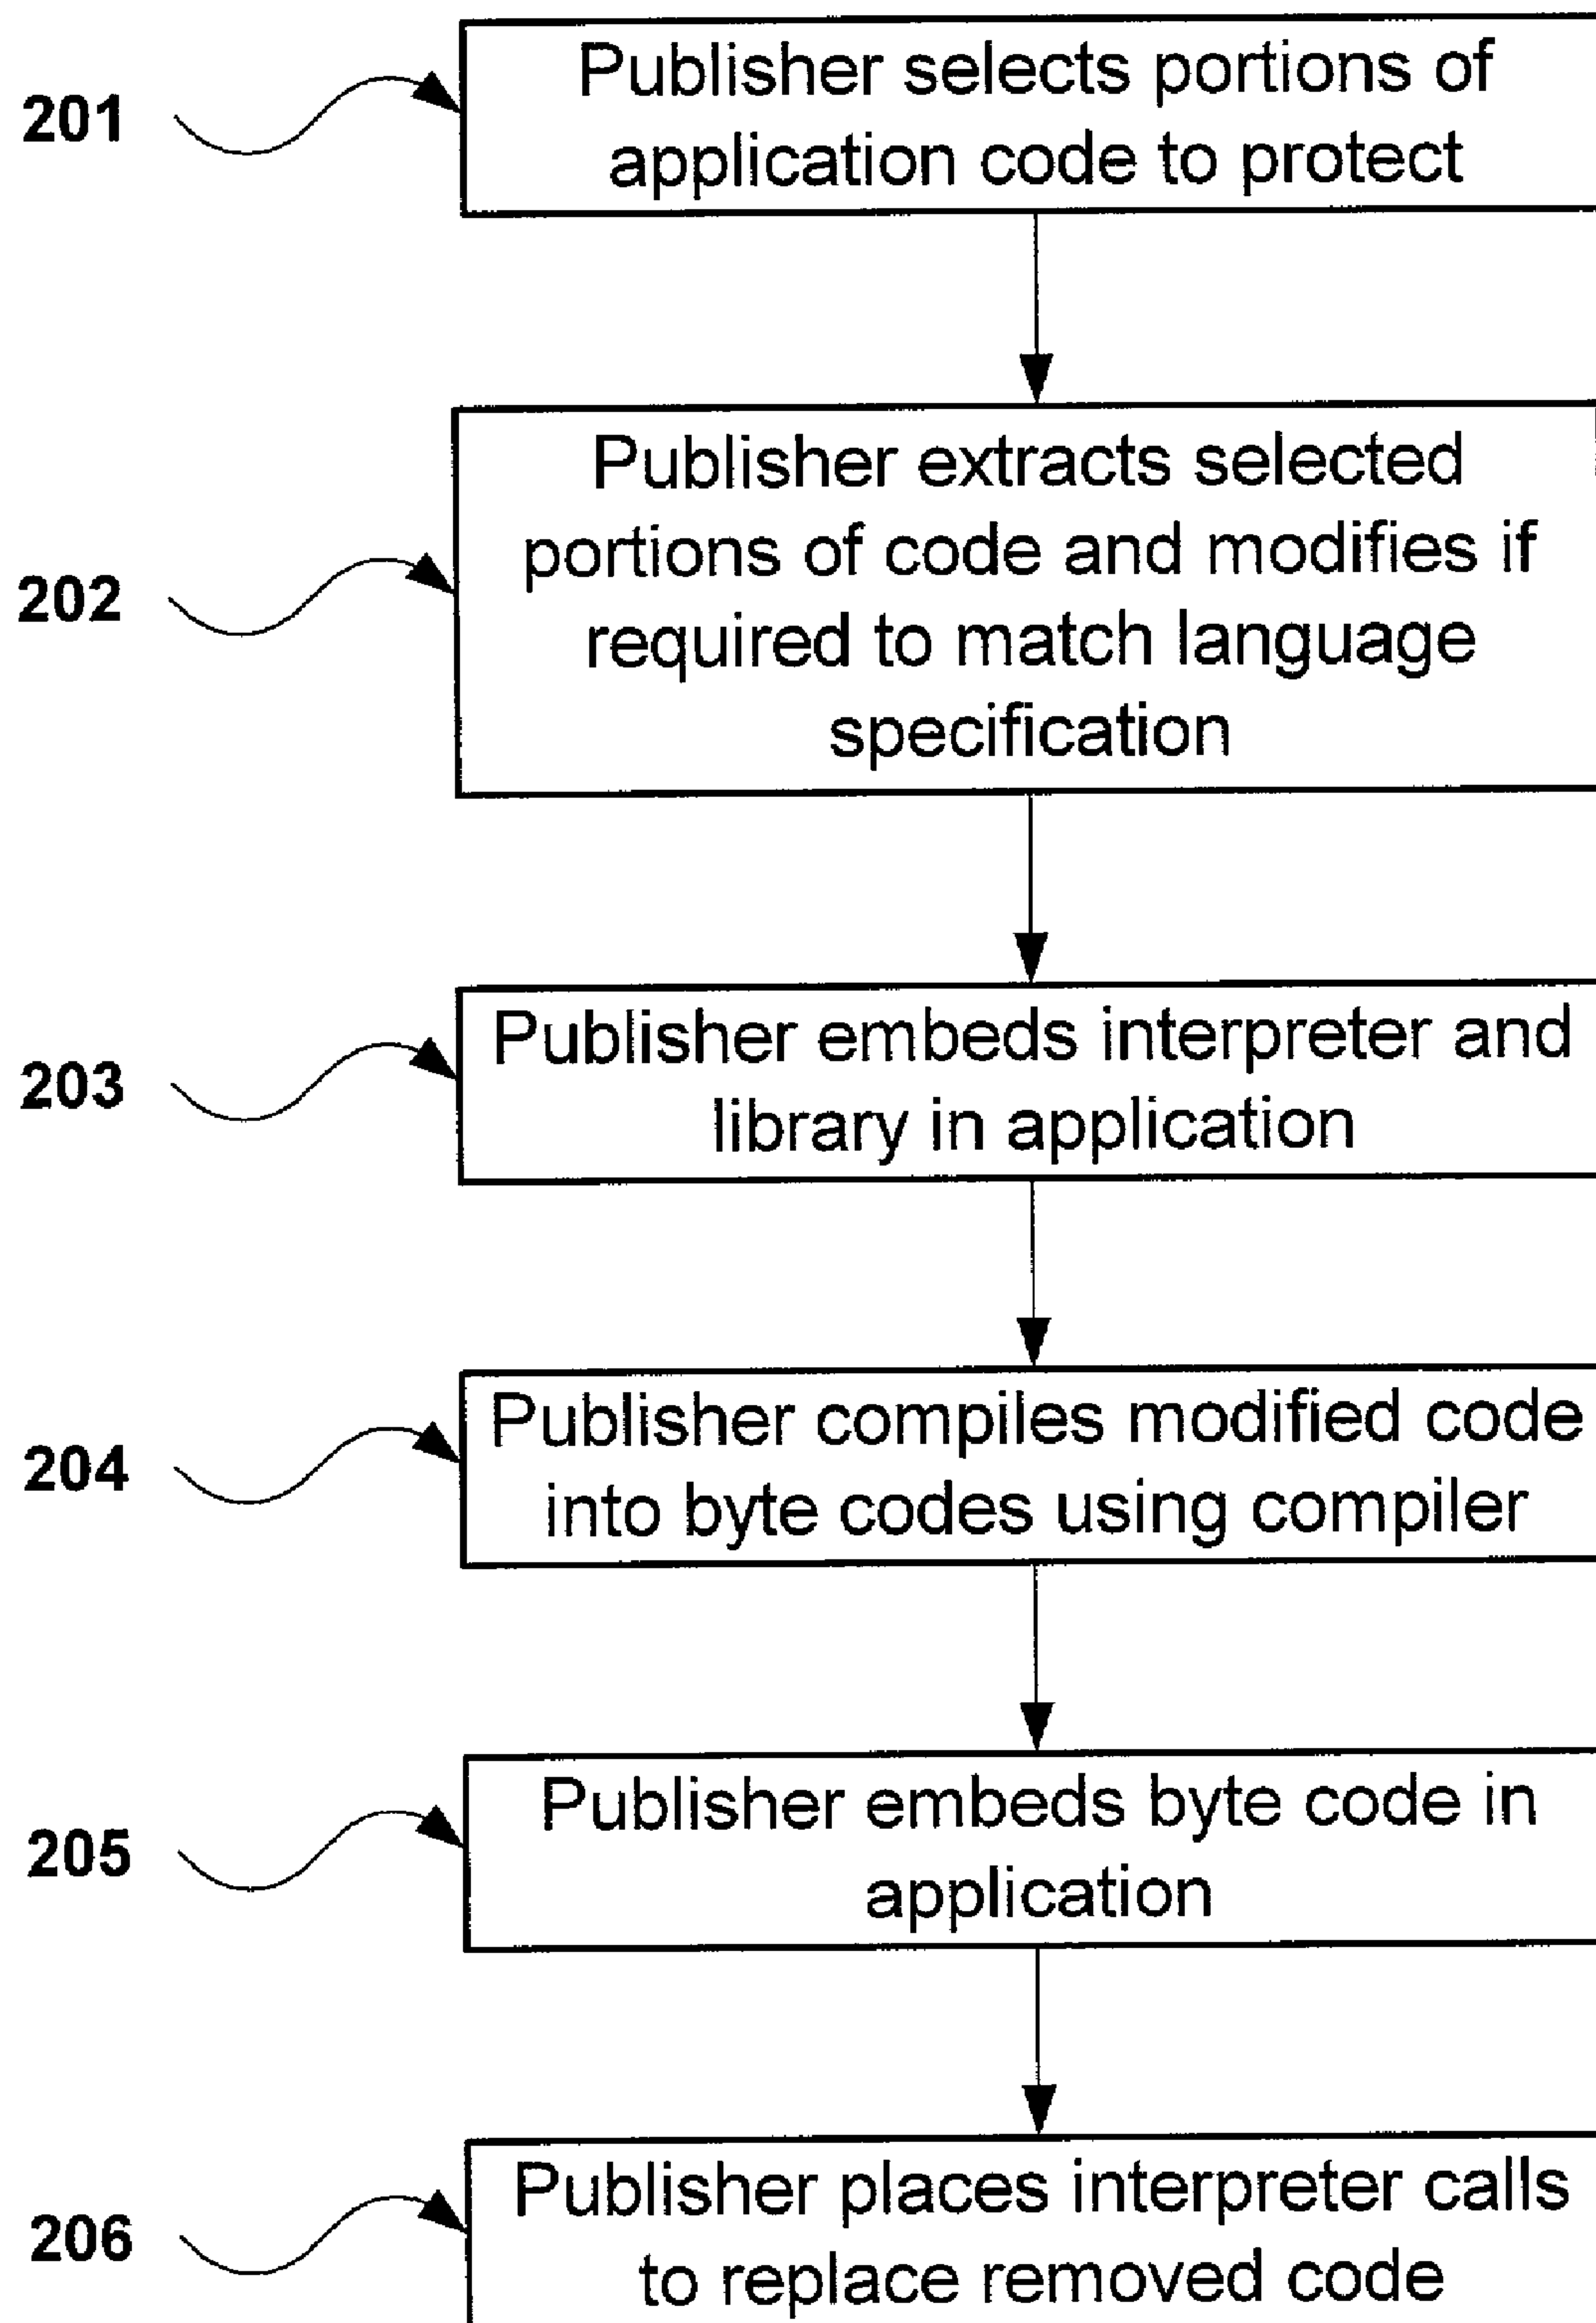 201
Publisher selects portions of
application code to protect
202
Publisher extracts selected
portions of code and modifies if
required to match language
specification
203
Publisher embeds interpreter and
library in application
204
Publisher compiles modified code
into byte codes using compiler
205
Publisher embeds byte code in
application
206
Publisher places interpreter calls
to replace removed code